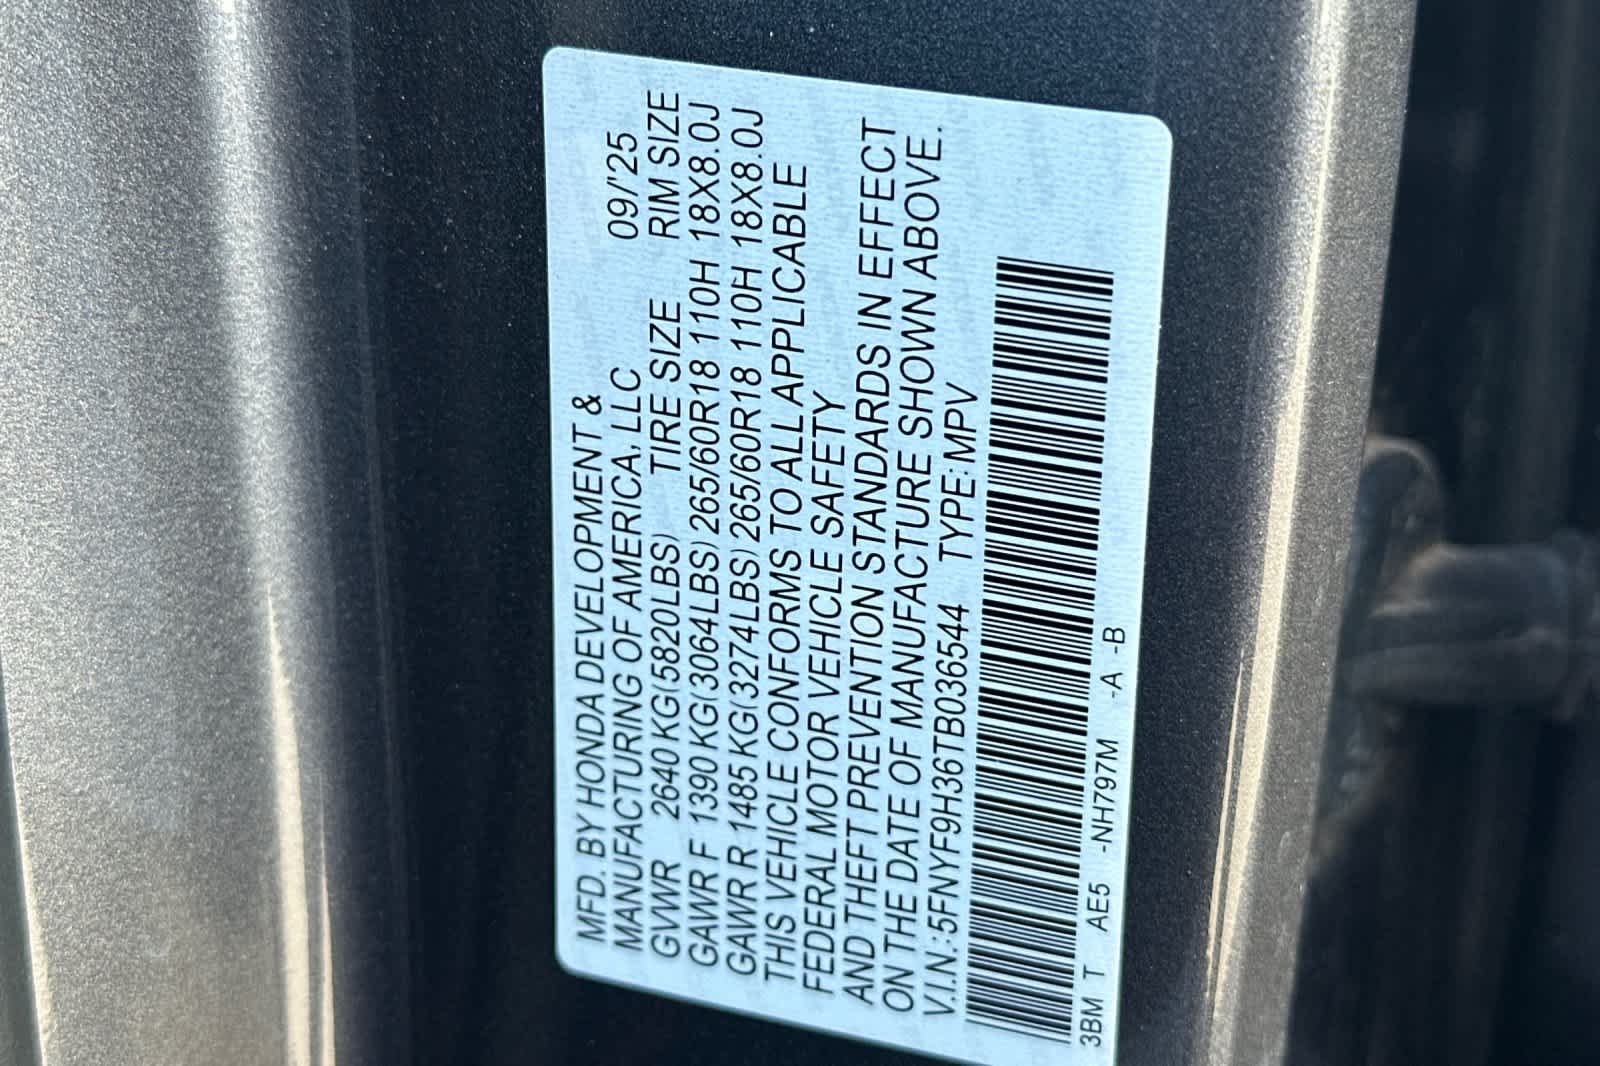 MFD. BY HONDA DEVELOPMENT &
MANUFACTURING OF AMERICA, LLC 09/'25
GVWR 2640 KG(5820LBS) TIRE SIZE RIM SIZE
GAWR F 1390 KG(3064LBS) 265/60R18 110H 18X8.0J
GAWR R 1485 KG(3274LBS) 265/60R18 110H 18X8.0J
THIS VEHICLE CONFORMS TO ALL APPLICABLE
FEDERAL MOTOR VEHICLE SAFETY
AND THEFT PREVENTION STANDARDS IN EFFECT
ON THE DATE OF MANUFACTURE SHOWN ABOVE.
V.I.N.: 5FNYF9H36TB036544 TYPE: MPV
3BM T AE5 -NH797M -A -B